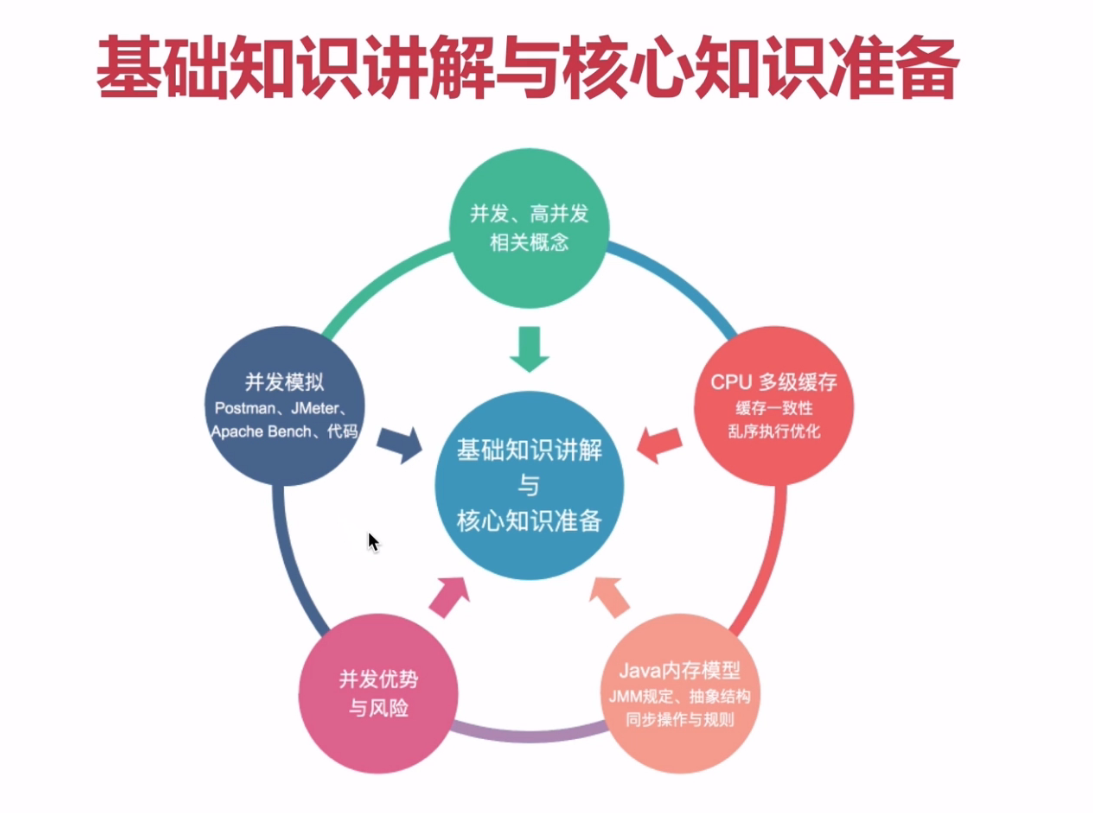 基础知识讲解与核心知识准备
并发、高并发
相关概念
CPU 多级缓存
缓存一致性
乱序执行优化
Java内存模型
JMM规定、抽象结构
同步操作与规则
并发优势
与风险
并发模拟
Postman、JMeter、
Apache Bench、代码
基础知识讲解
与
核心知识准备